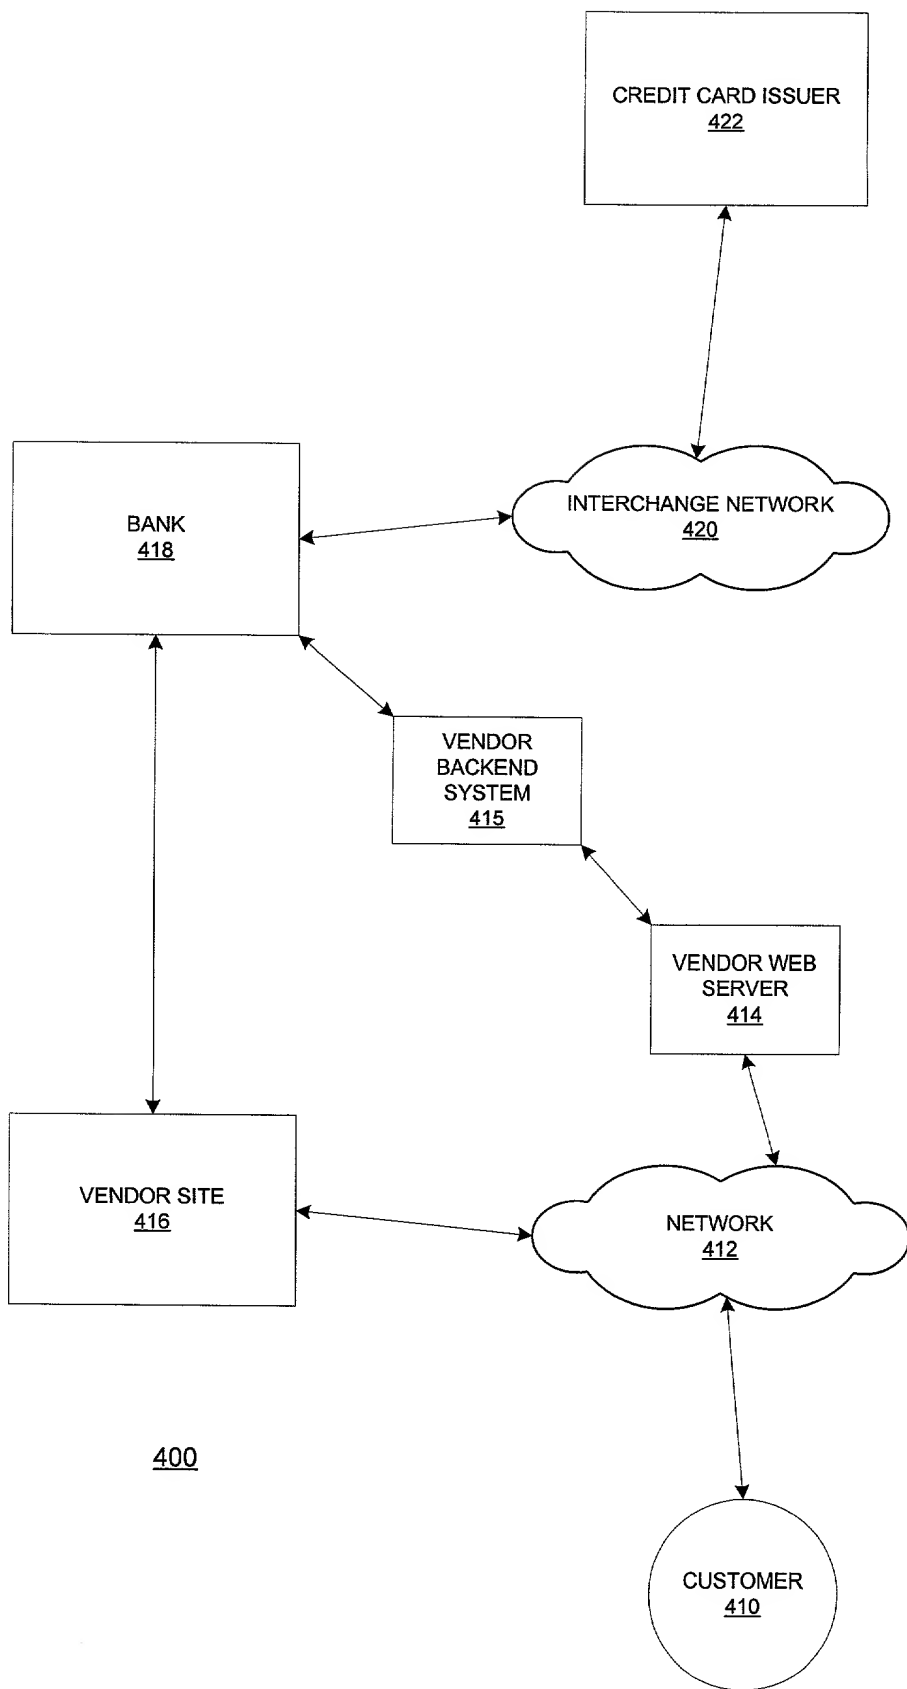 CREDIT CARD ISSUER
422
INTERCHANGE NETWORK
420
BANK
418
VENDOR
BACKEND
SYSTEM
415
VENDOR WEB
SERVER
414
VENDOR SITE
416
NETWORK
412
400
CUSTOMER
410